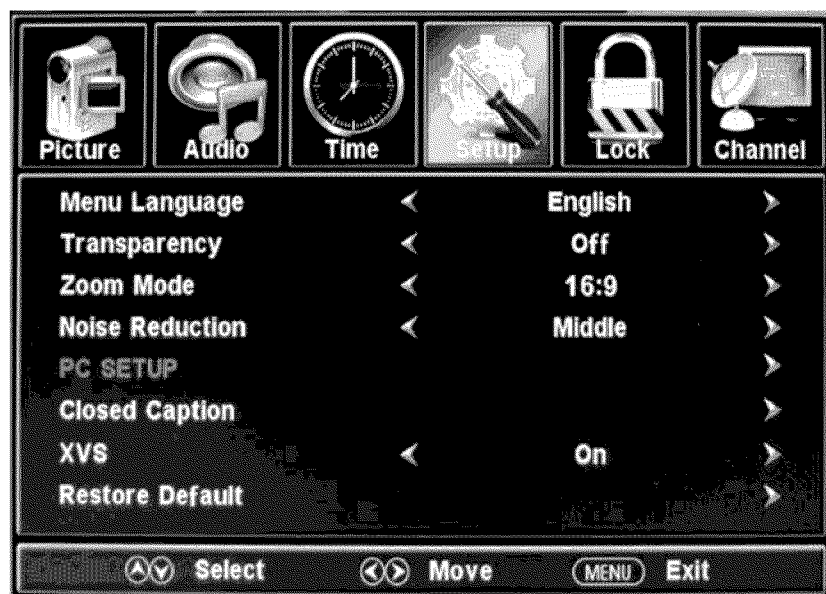 Picture Audio Time Setup Lock Channel
Menu Language English
Transparency Off
Zoom Mode 16:9
Noise Reduction Middle
PC SETUP
Closed Caption
XVS On
Restore Default
Select Move MENU Exit